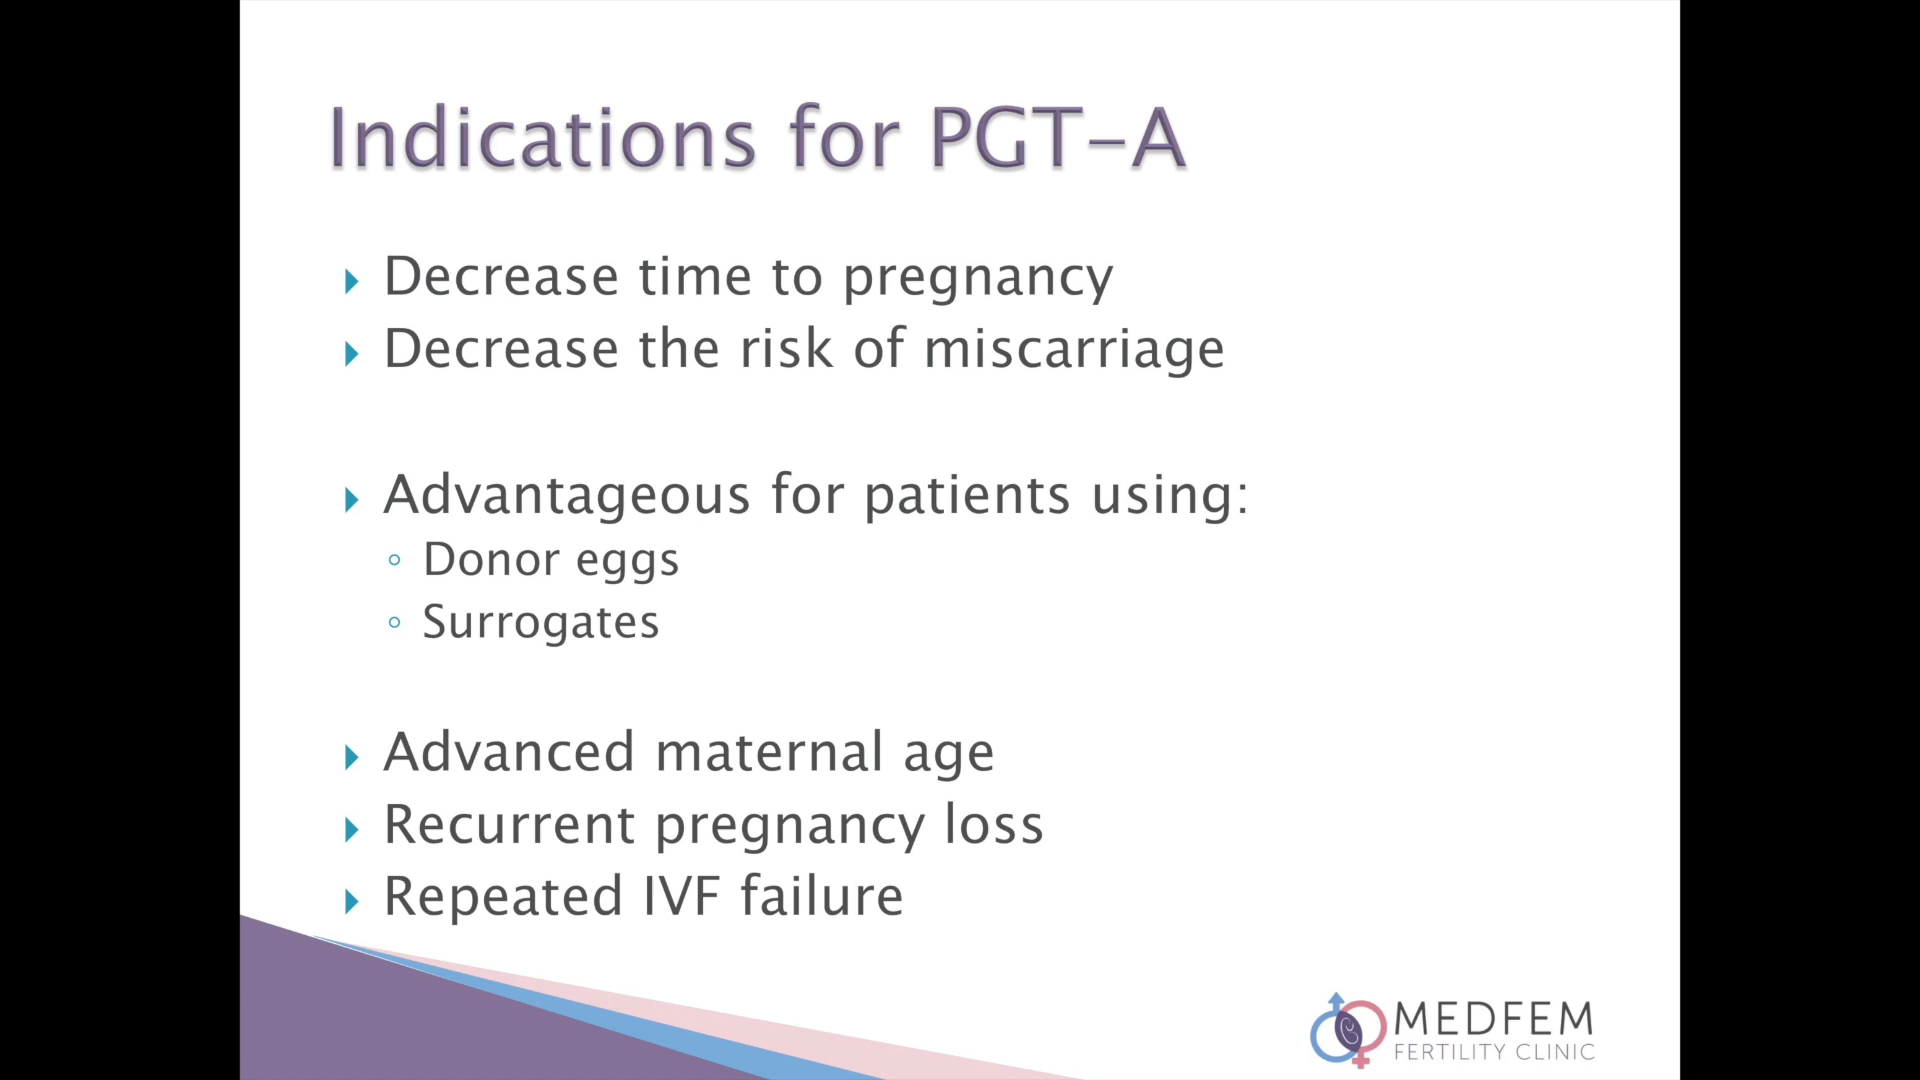 Indications for PGT-A
Decrease time to pregnancy
Decrease the risk of miscarriage
Advantageous for patients using:
Donor eggs
Surrogates
Advanced maternal age
Recurrent pregnancy loss
Repeated IVF failure
MEDFEM
FERTILITY CLINIC